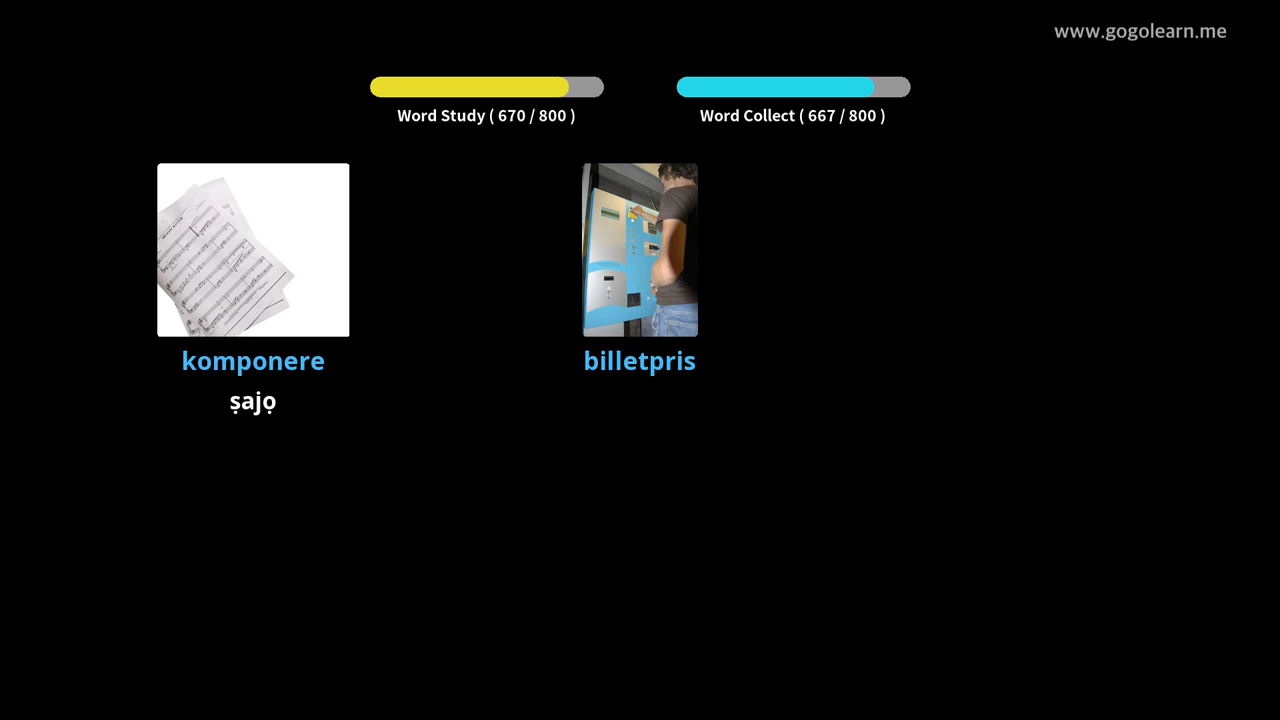 www.gogolearn.me
Word Study ( 670 / 800 )
Word Collect ( 667 / 800 )
komponere
ṣajọ
billetpris